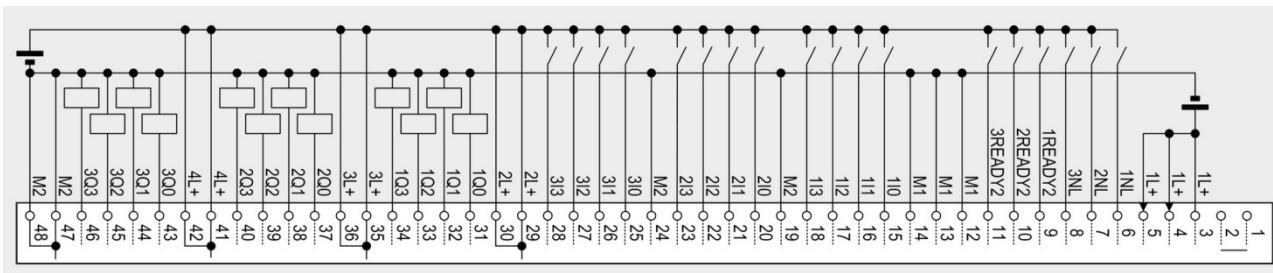 M2 M2 3Q3 3Q2 3Q1 3Q0 4L+ 4L+ 2Q3 2Q2 2Q1 2Q0 3L+ 3L+ 1Q3 1Q2 1Q1 1Q0 2L+ 2L+ 3I3 3I2 3I1 3I0 M2 2I3 2I2 2I1 2I0 M2 1I3 1I2 1I1 1I0 M1 M1 M1 3READY2 2READY2 1READY2 3NL 2NL 1NL 1L+ 1L+ 1L+
48 47 46 45 44 43 42 41 40 39 38 37 36 35 34 33 32 31 30 29 28 27 26 25 24 23 22 21 20 19 18 17 16 15 14 13 12 11 10 9 8 7 6 5 4 3 2 1